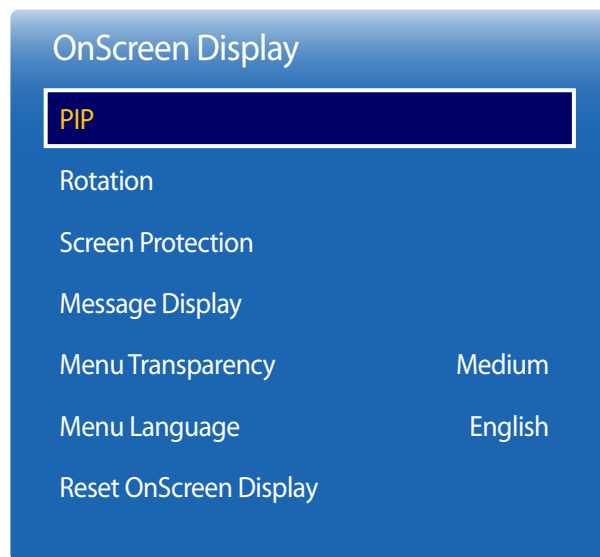 OnScreen Display
PIP
Rotation
Screen Protection
Message Display
Menu Transparency Medium
Menu Language English
Reset OnScreen Display